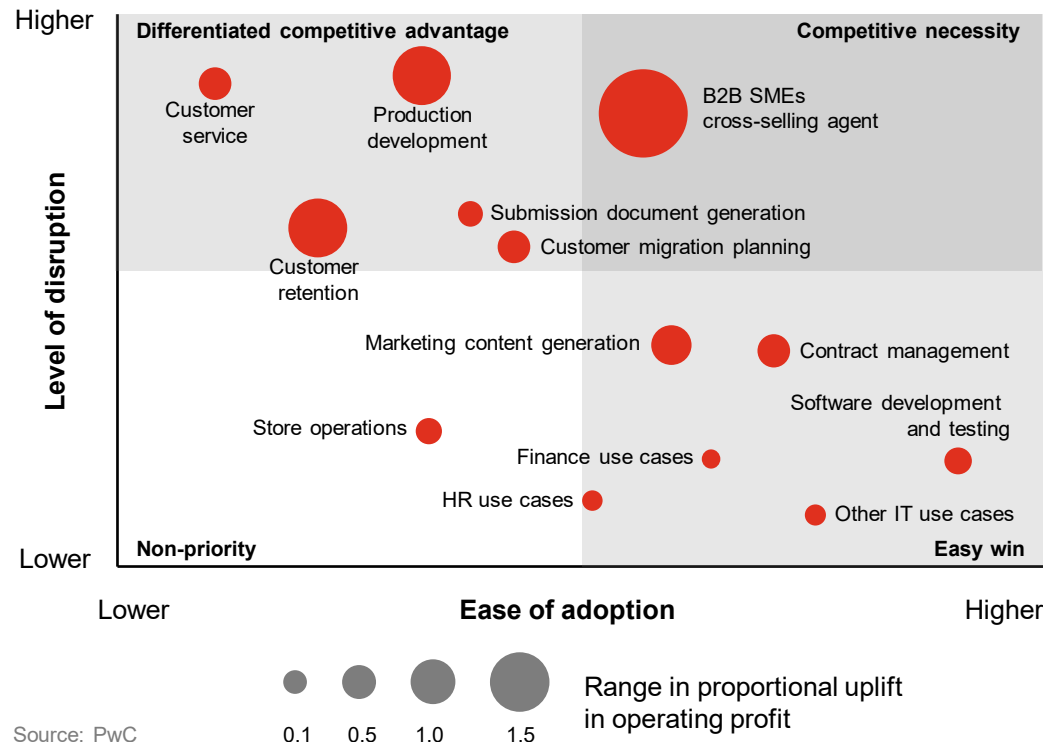 Higher
Differentiated competitive advantage
Competitive necessity
Customer
service
Production
development
B2B SMEs
cross-selling agent
Submission document generation
Customer migration planning
Customer
retention
Level of disruption
Marketing content generation
Contract management
Software development
and testing
Store operations
Finance use cases
HR use cases
Other IT use cases
Non-priority
Easy win
Lower
Lower
Ease of adoption
Higher
Range in proportional uplift
in operating profit
Source: PwC
0.1
0.5
1.0
1.5